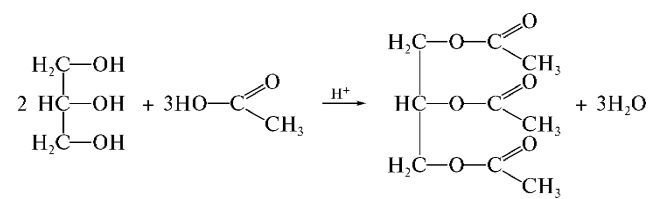 H₂C—OH
2 HC—OH + 3HO—C
H₂C—OH
O
CH₃
H⁺
O
H₂C—O—C
CH₃
O
HC—O—C
CH₃
O
H₂C—O—C
CH₃
+ 3H₂O